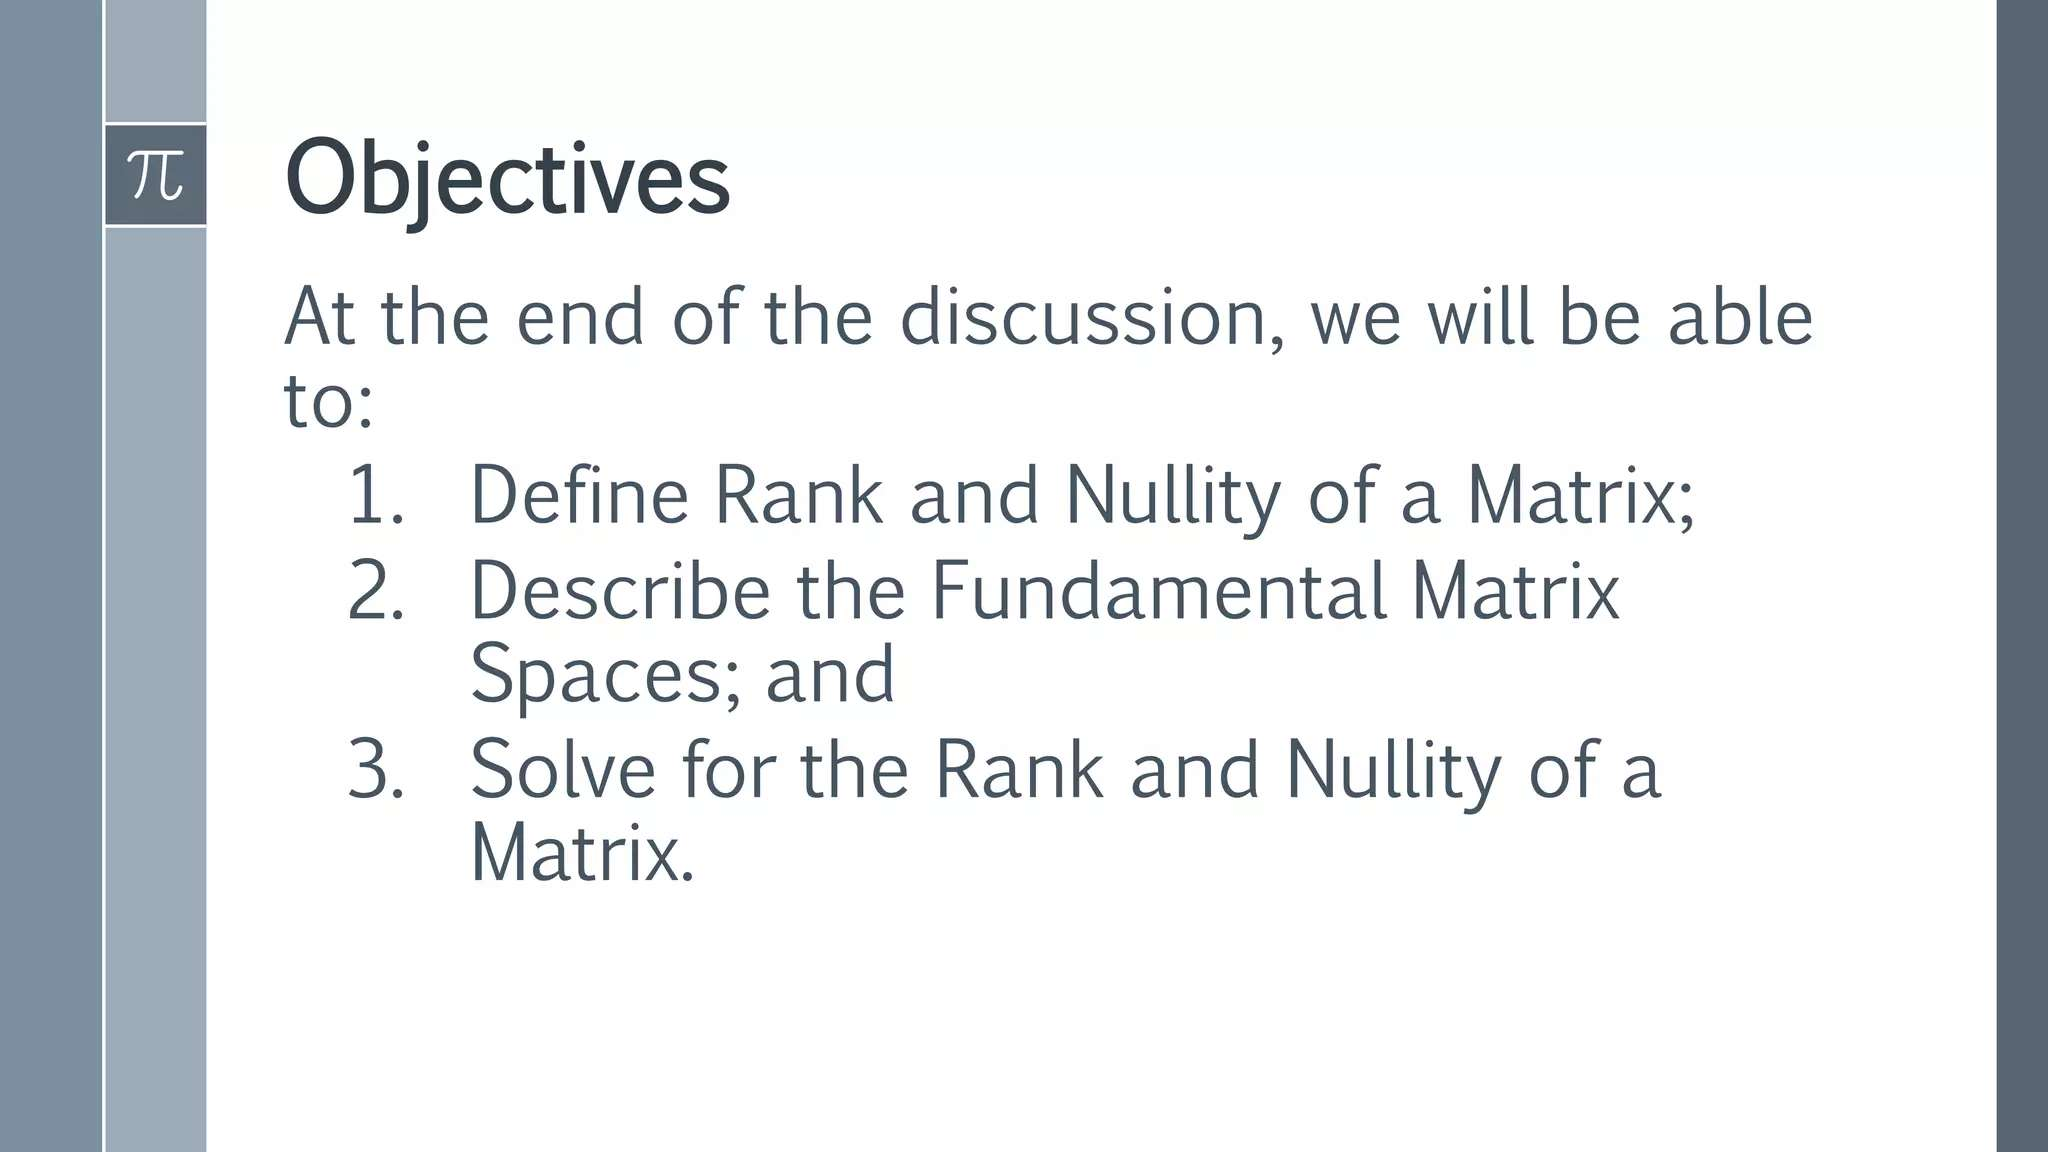 π
Objectives
At the end of the discussion, we will be able
to:
1. Define Rank and Nullity of a Matrix;
2. Describe the Fundamental Matrix
Spaces; and
3. Solve for the Rank and Nullity of a
Matrix.